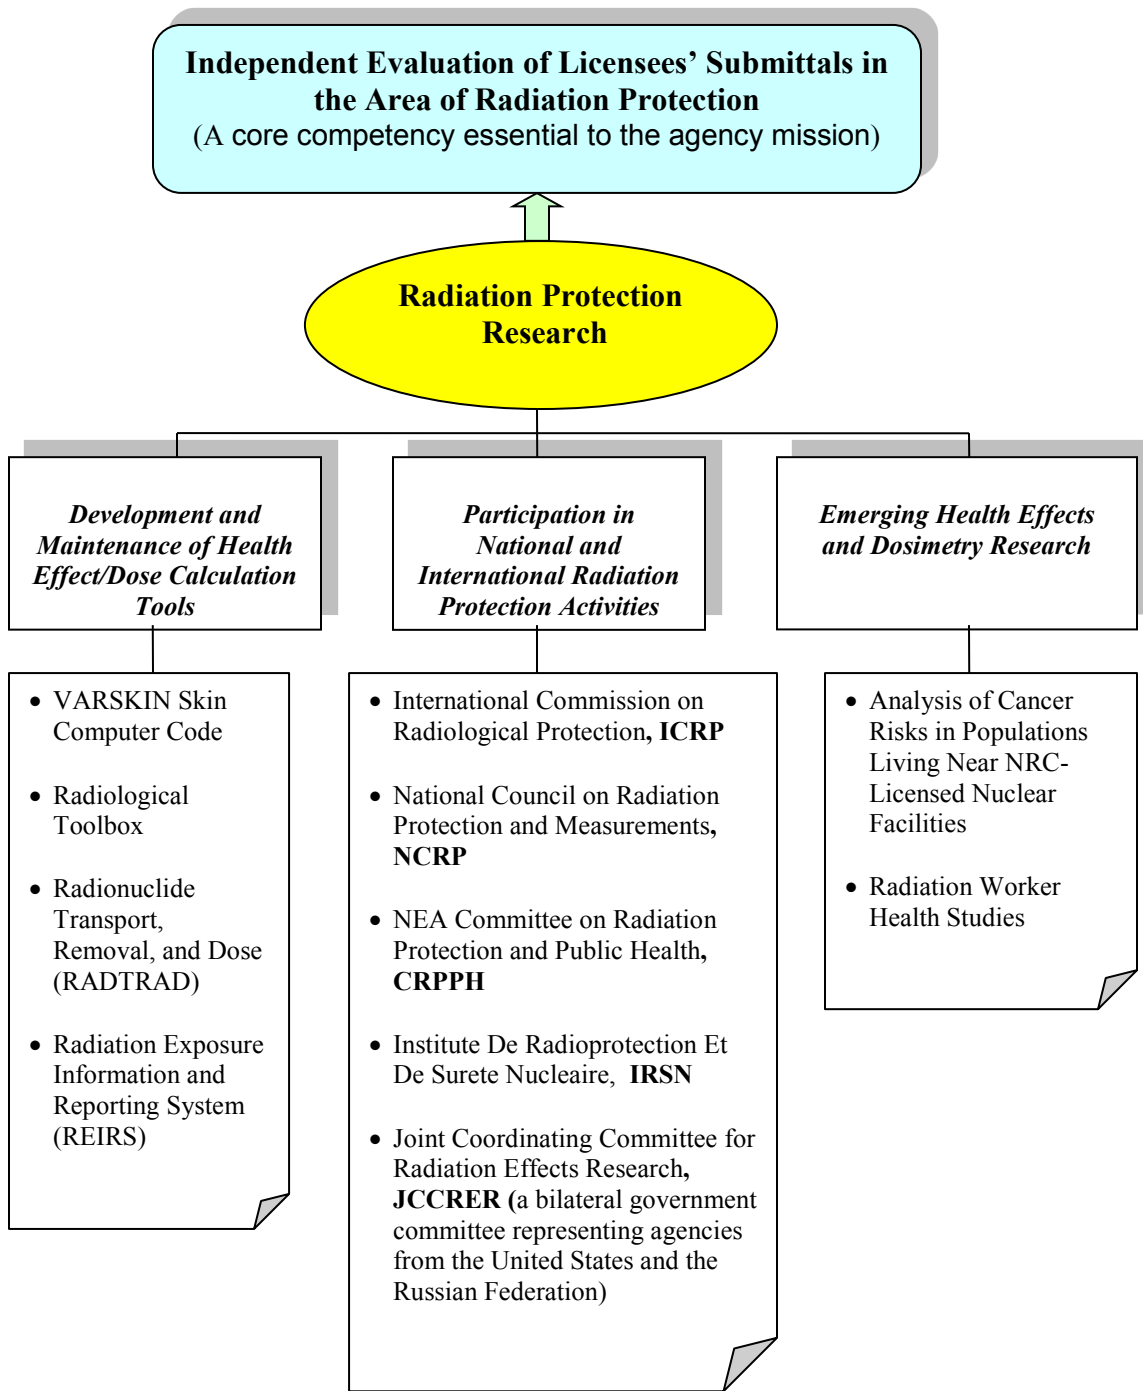 Independent Evaluation of Licensees’ Submittals in
the Area of Radiation Protection
(A core competency essential to the agency mission)
Radiation Protection
Research
Development and
Maintenance of Health
Effect/Dose Calculation
Tools
Participation in
National and
International Radiation
Protection Activities
Emerging Health Effects
and Dosimetry Research
• VARSKIN Skin
Computer Code
• Radiological
Toolbox
• Radionuclide
Transport,
Removal, and Dose
(RADTRAD)
• Radiation Exposure
Information and
Reporting System
(REIRS)
• International Commission on
Radiological Protection, ICRP
• National Council on Radiation
Protection and Measurements,
NCRP
• NEA Committee on Radiation
Protection and Public Health,
CRPPH
• Institute De Radioprotection Et
De Surete Nucleaire, IRSN
• Joint Coordinating Committee for
Radiation Effects Research,
JCCRER (a bilateral government
committee representing agencies
from the United States and the
Russian Federation)
• Analysis of Cancer
Risks in Populations
Living Near NRC-
Licensed Nuclear
Facilities
• Radiation Worker
Health Studies